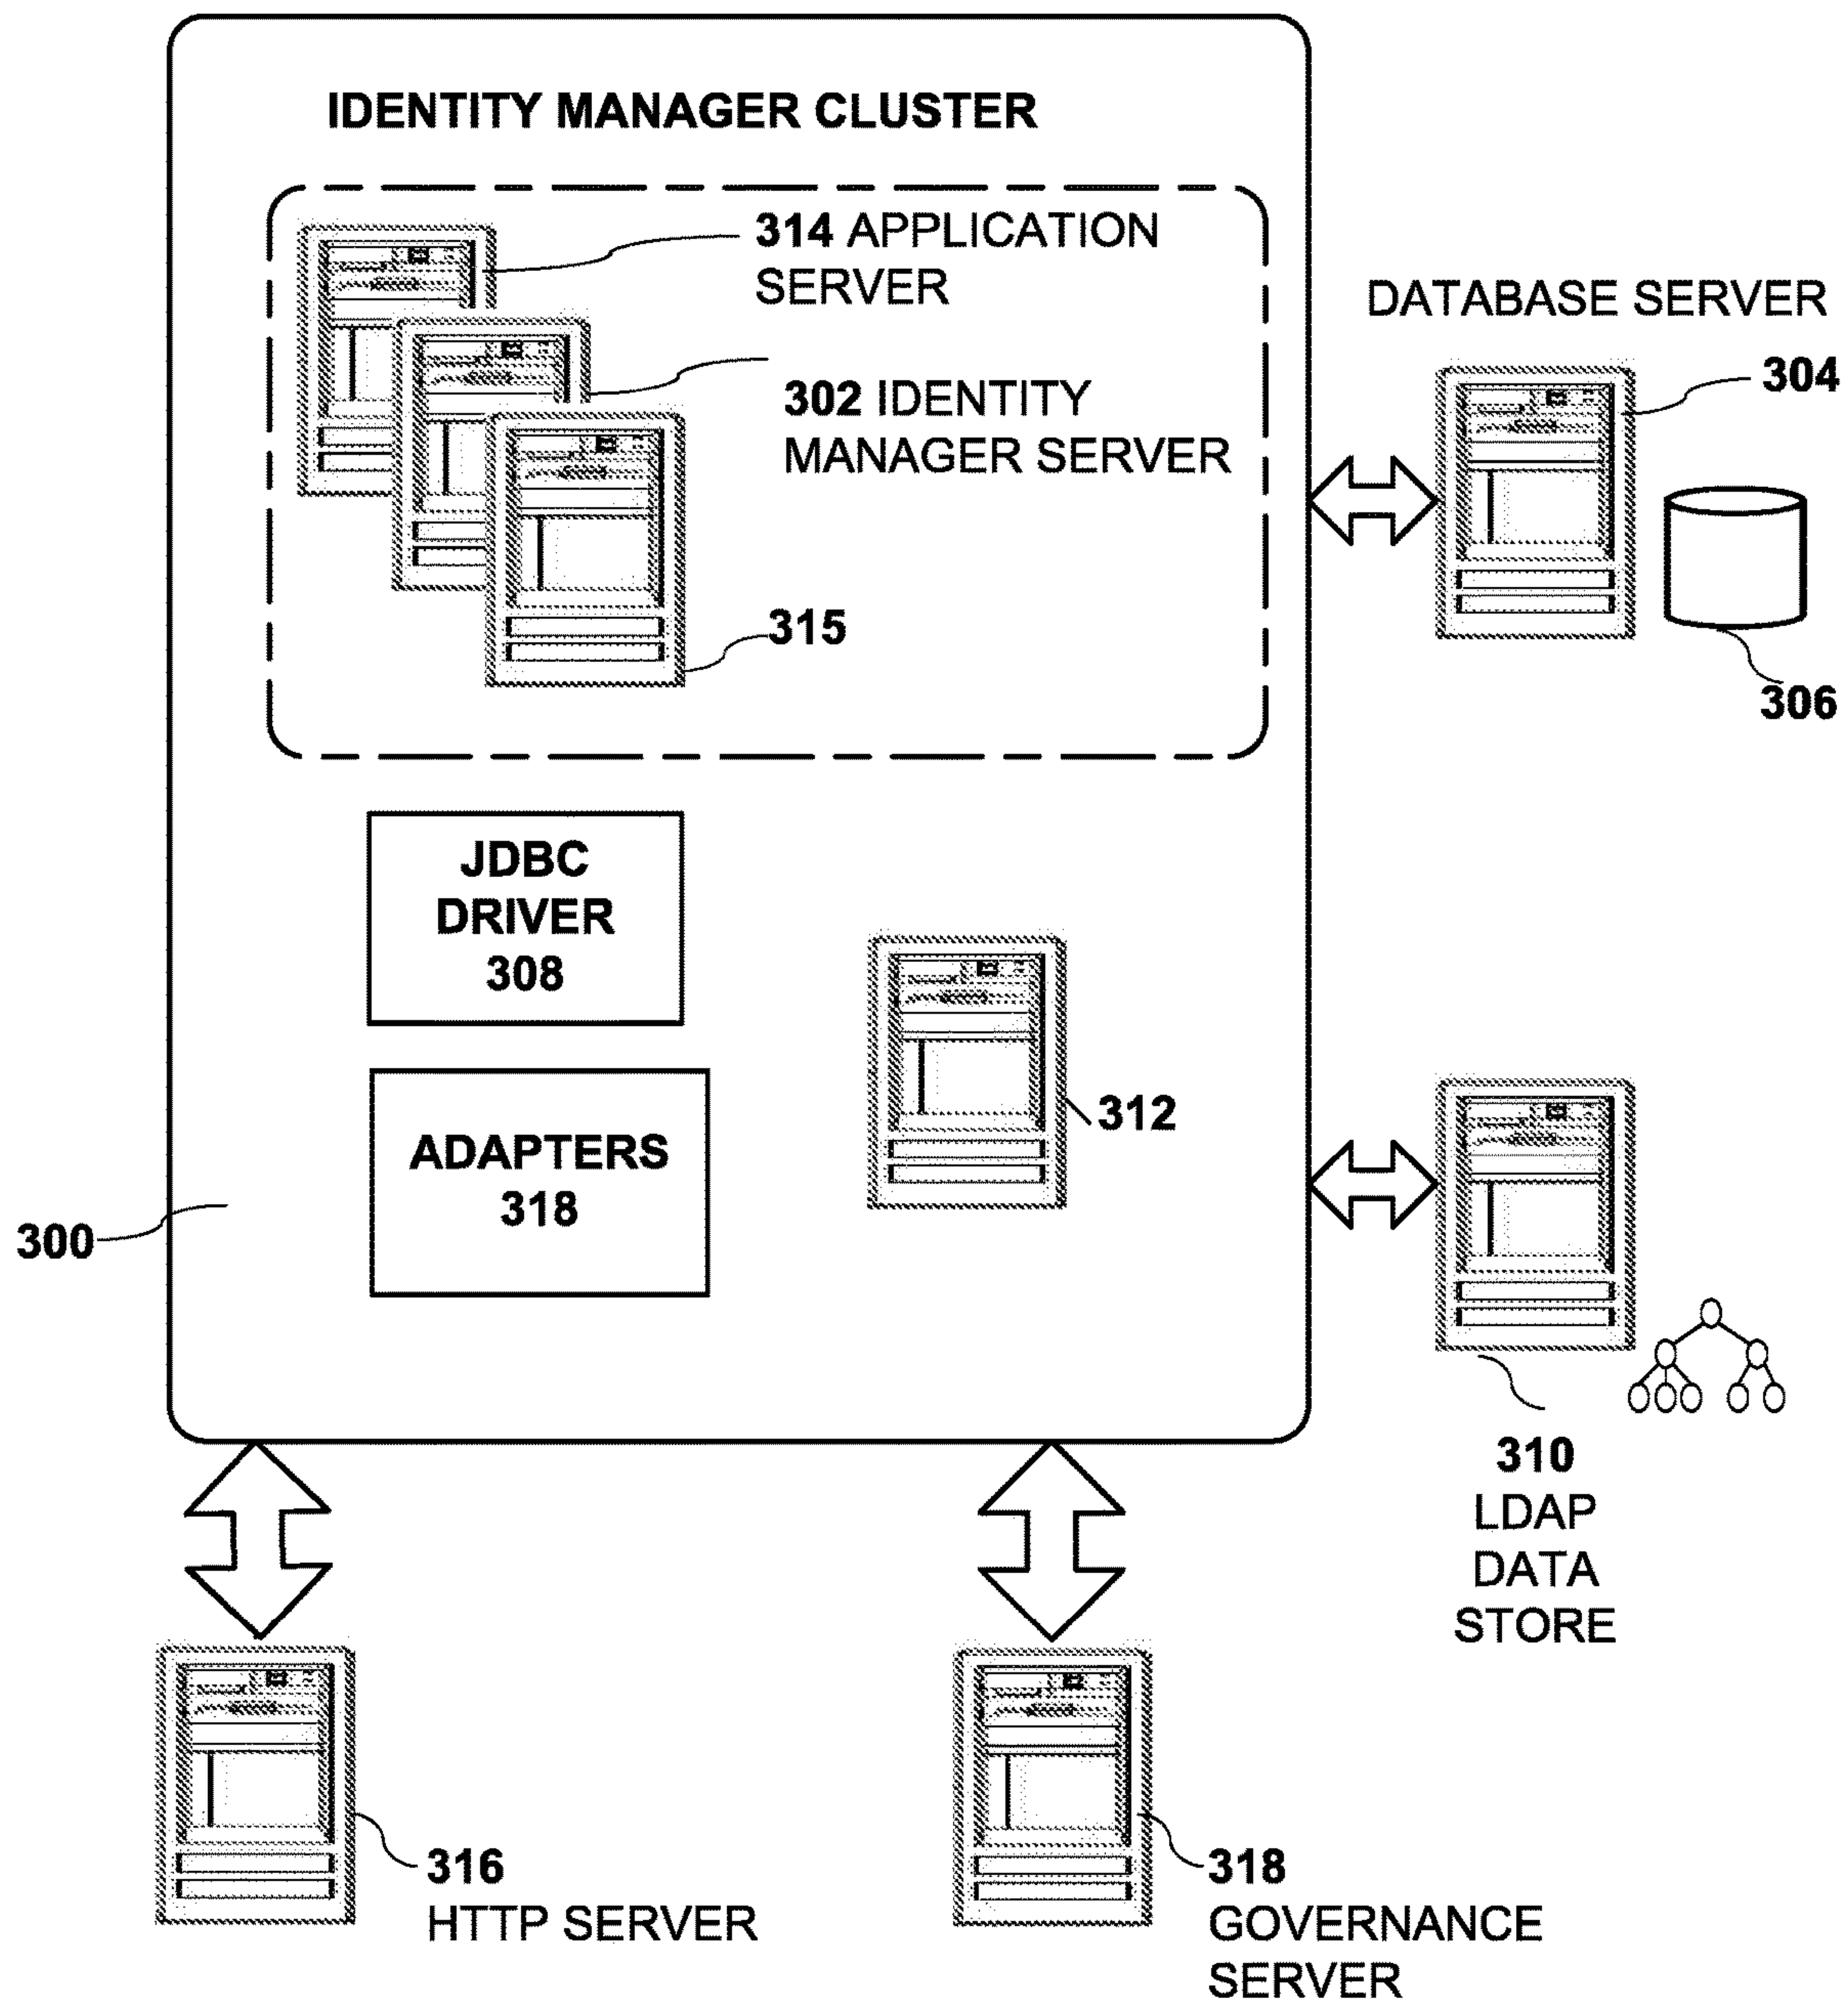 IDENTITY MANAGER CLUSTER
314 APPLICATION
SERVER
302 IDENTITY
MANAGER SERVER
315
DATABASE SERVER
304
306
JDBC
DRIVER
308
312
ADAPTERS
318
300
310
LDAP
DATA
STORE
316
HTTP SERVER
318
GOVERNANCE
SERVER